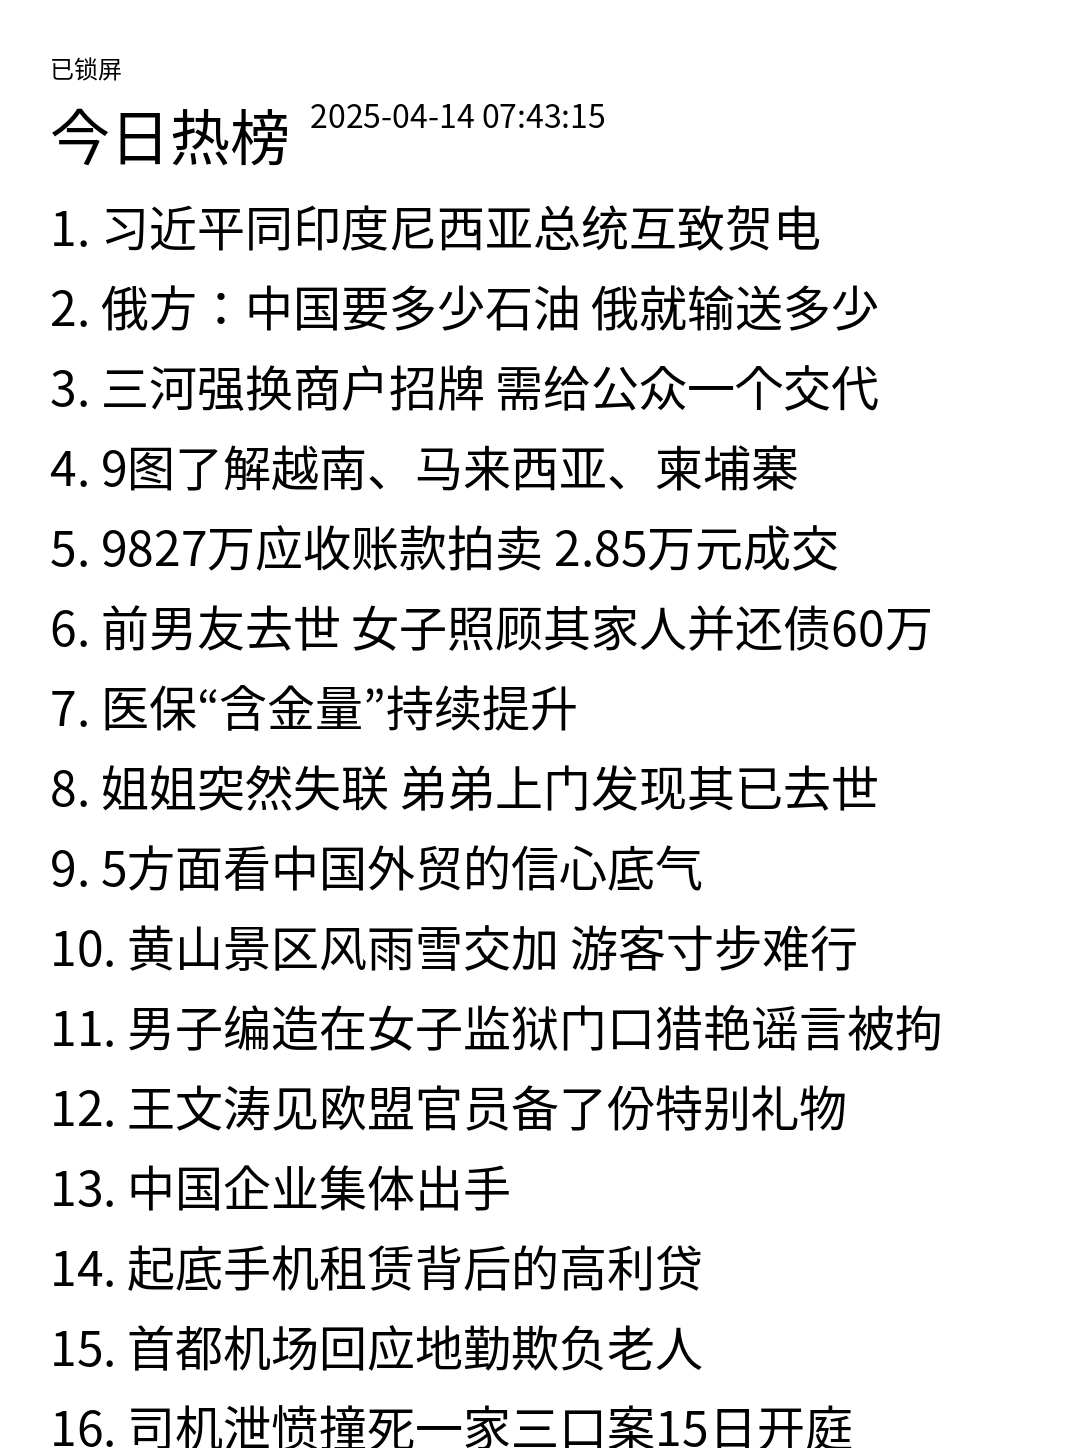 已锁屏
今日热榜 2025-04-14 07:43:15
1. 习近平同印度尼西亚总统互致贺电
2. 俄方：中国要多少石油 俄就输送多少
3. 三河强换商户招牌 需给公众一个交代
4. 9图了解越南、马来西亚、柬埔寨
5. 9827万应收账款拍卖 2.85万元成交
6. 前男友去世 女子照顾其家人并还债60万
7. 医保“含金量”持续提升
8. 姐姐突然失联 弟弟上门发现其已去世
9. 5方面看中国外贸的信心底气
10. 黄山景区风雨雪交加 游客寸步难行
11. 男子编造在女子监狱门口猎艳谣言被拘
12. 王文涛见欧盟官员备了份特别礼物
13. 中国企业集体出手
14. 起底手机租赁背后的高利贷
15. 首都机场回应地勤欺负老人
16. 司机泄愤撞死一家三口案15日开庭